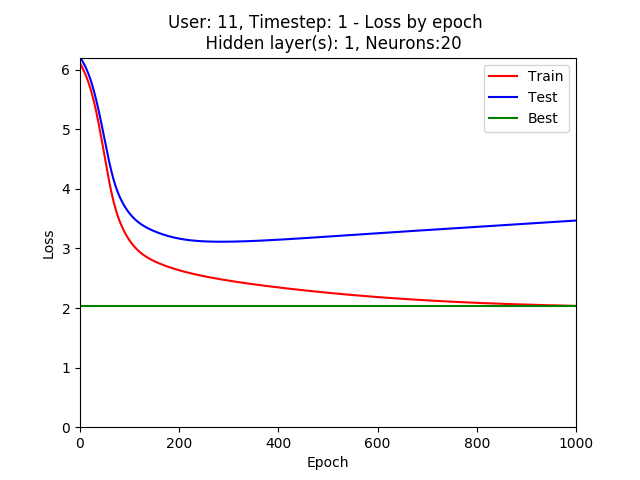 User: 11, Timestep: 1 - Loss by epoch
Hidden layer(s): 1, Neurons:20
Train
Test
Best
6
5
4
3
2
1
0
Loss
0 200 400 600 800 1000
Epoch